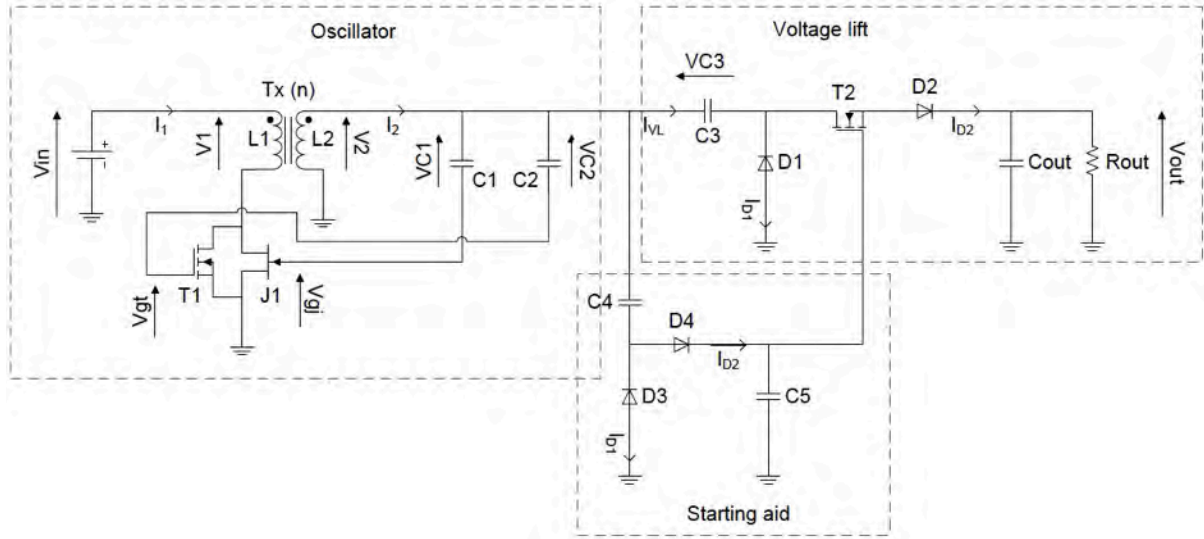 Oscillator
Voltage lift
VC3
Tx (n)
T2
D2
I1
V1
L1
L2
V2
I2
IVL
C3
ID2
Vin
+
-
VC1
C1
C2
VC2
D1
Cout
Rout
Vout
ID1
Vgt
T1
J1
Vgj
C4
D4
ID2
D3
C5
ID1
Starting aid